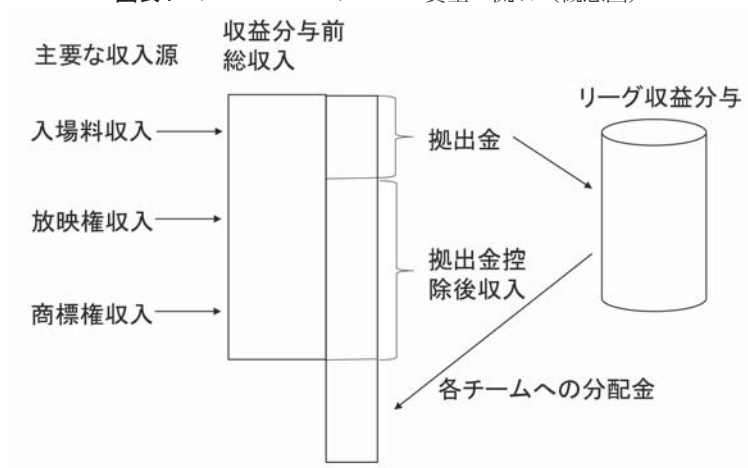 主要な収入源
収益分与前
総収入
リーグ収益分与
入場料収入
拠出金
放映権収入
拠出金控
除後収入
商標権収入
各チームへの分配金